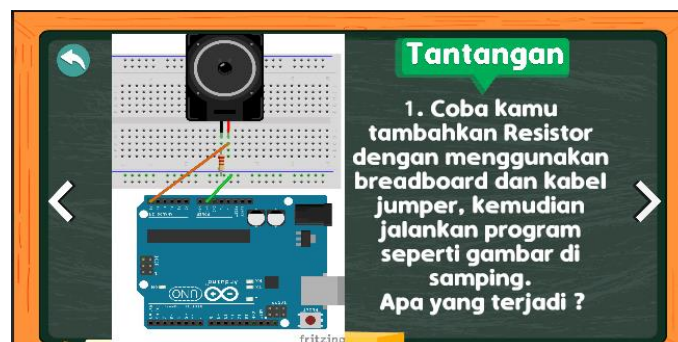 Tantangan
1. Coba kamu
tambahkan Resistor
dengan menggunakan
breadboard dan kabel
jumper, kemudian
jalankan program
seperti gambar di
samping.
Apa yang terjadi ?
fritzing